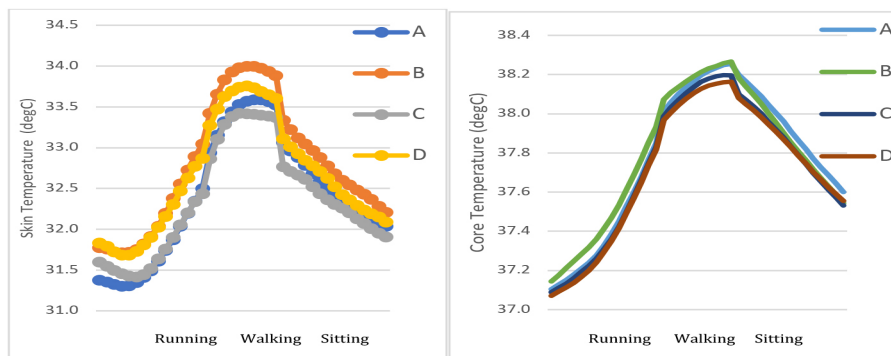 Skin Temperature (degC)
34.5
34.0
33.5
33.0
32.5
32.0
31.5
31.0
A
B
C
D
Running Walking Sitting
Core Temperature (degC)
38.4
38.2
38.0
37.8
37.6
37.4
37.2
37.0
A
B
C
D
Running Walking Sitting